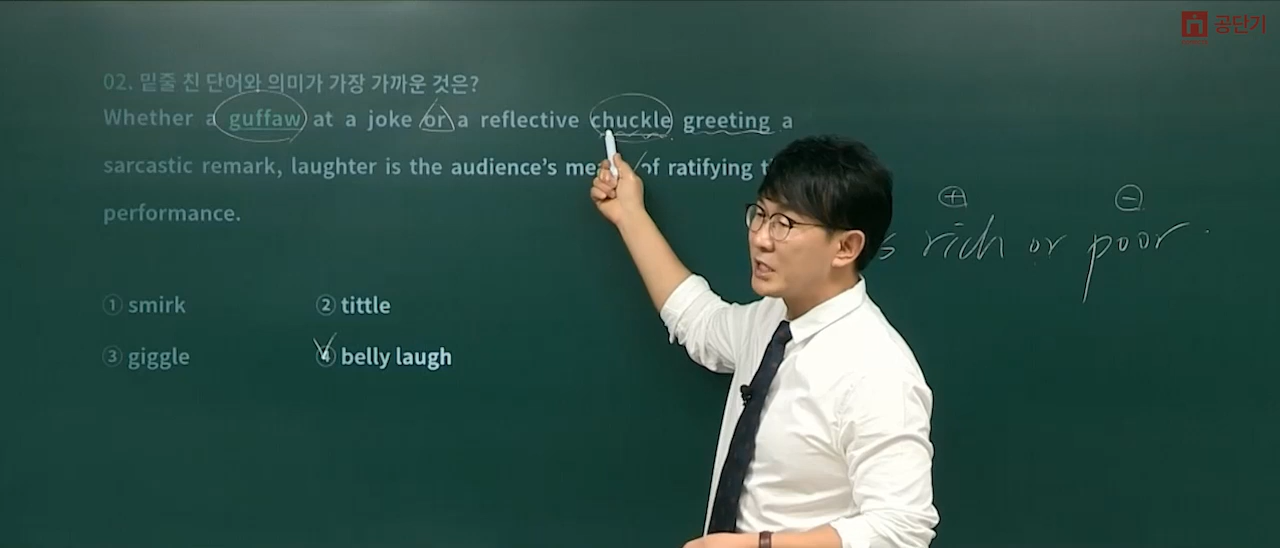 공단기
02. 밑줄 친 단어와 의미가 가장 가까운 것은?
Whether a guffaw at a joke or a reflective chuckle greeting a
sarcastic remark, laughter is the audience's of ratifying
performance.
① smirk ② tittle
③ giggle ④ belly laugh
+ -
rich or poor.